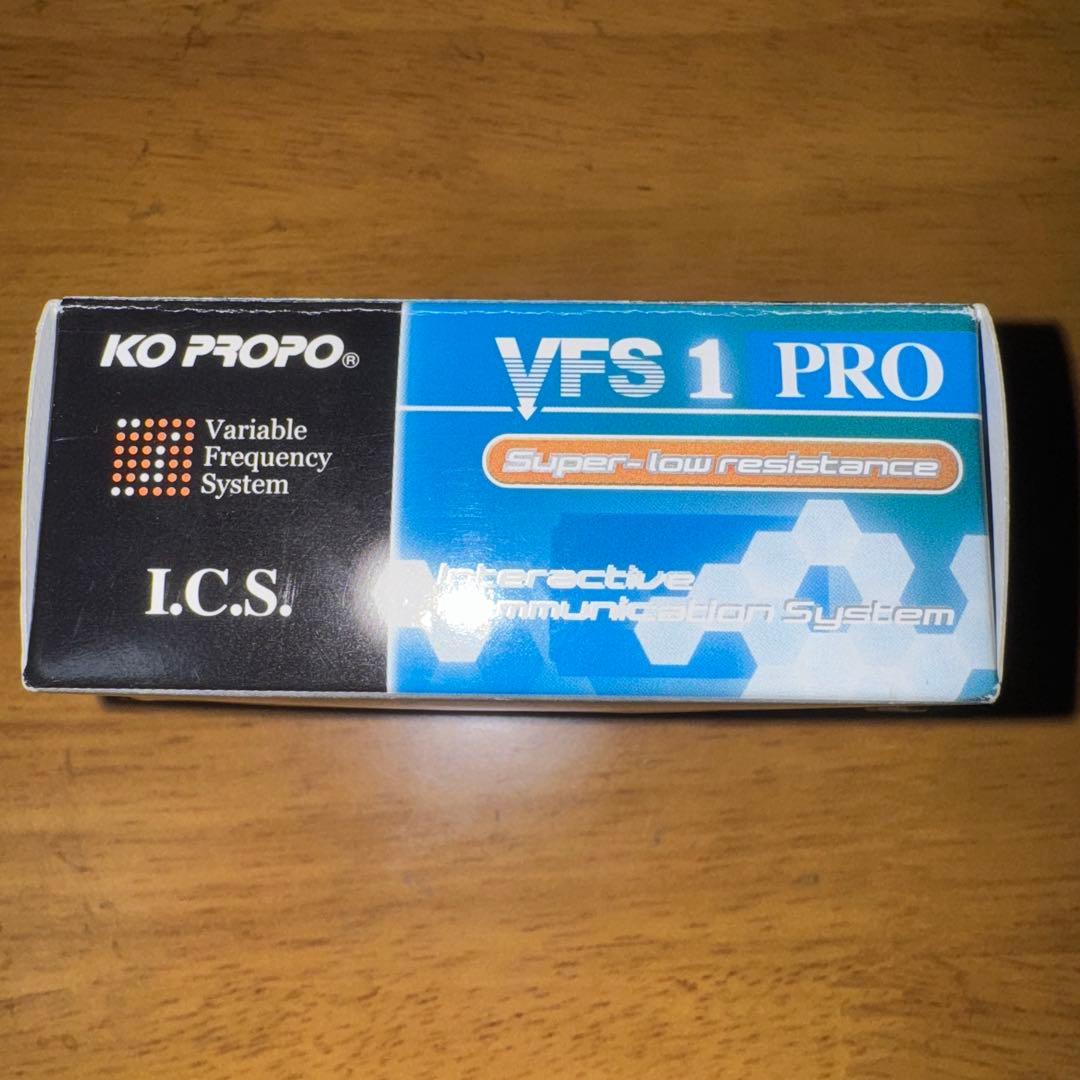 KO PROPO®
Variable
Frequency
System
I.C.S.
VFS 1 PRO
Super-low resistance
Interactive
Communication System